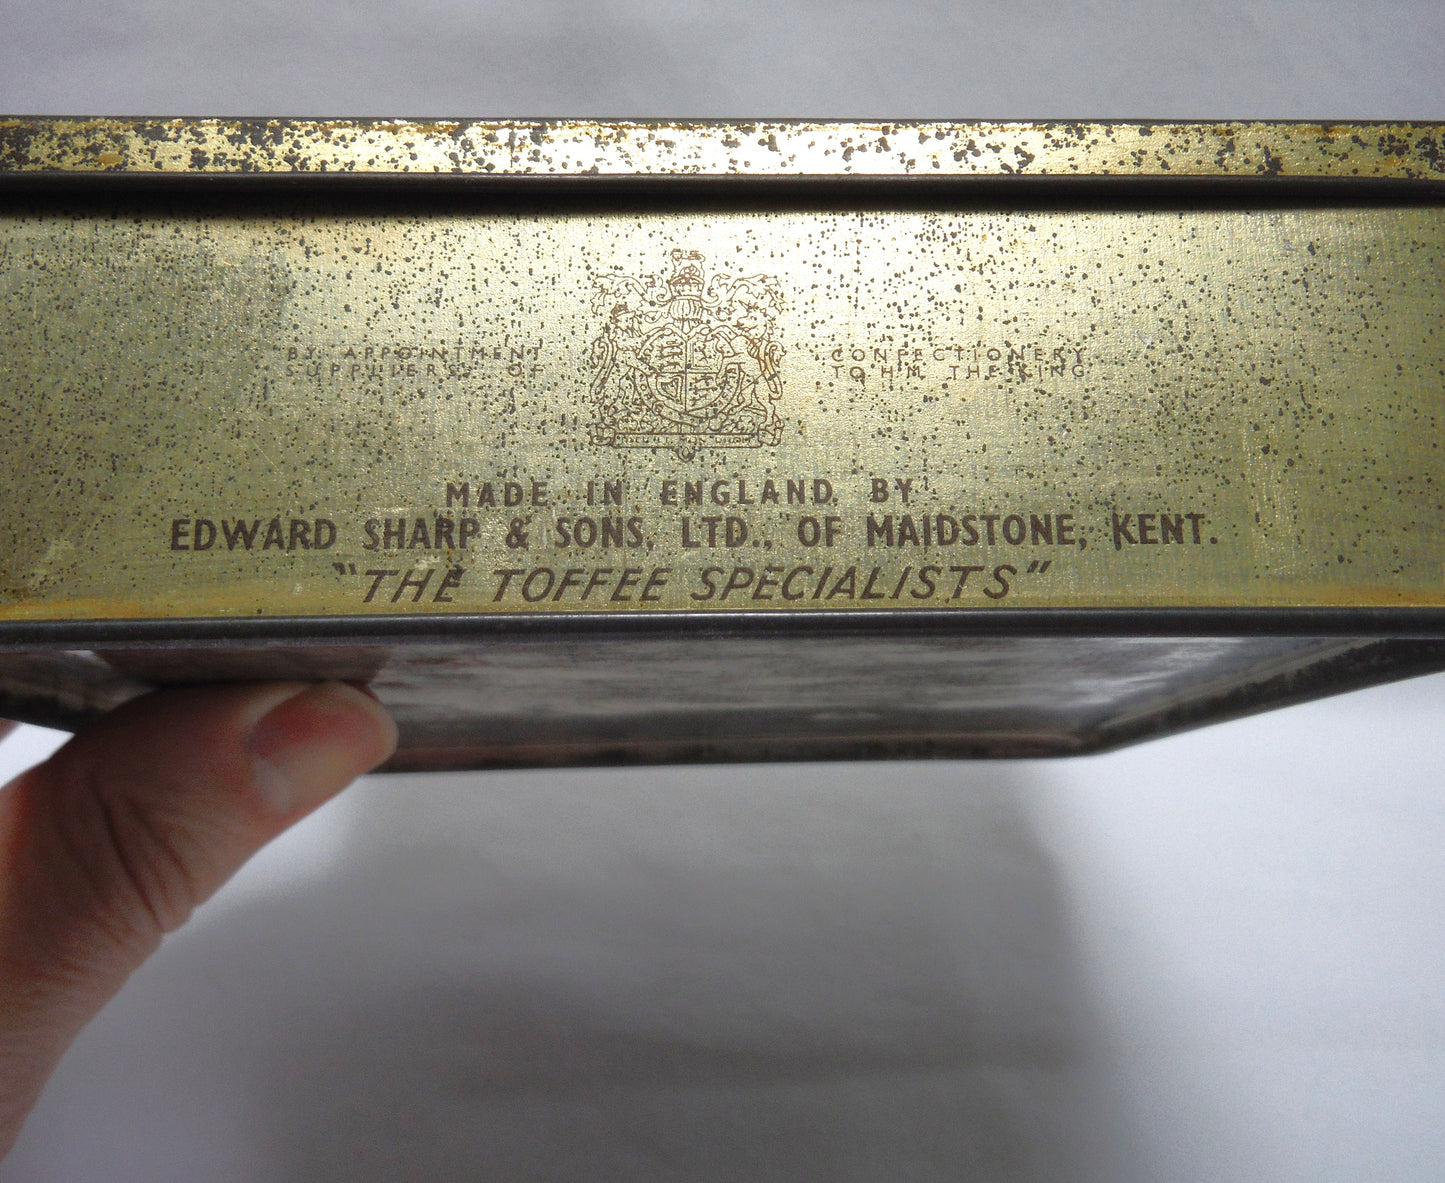 BY APPOINTMENT
SUPPLIERS OF
CONFECTIONERY
TO H.M. THE KING
MADE IN ENGLAND BY
EDWARD SHARP & SONS, LTD., OF MAIDSTONE, KENT.
"THE TOFFEE SPECIALISTS"